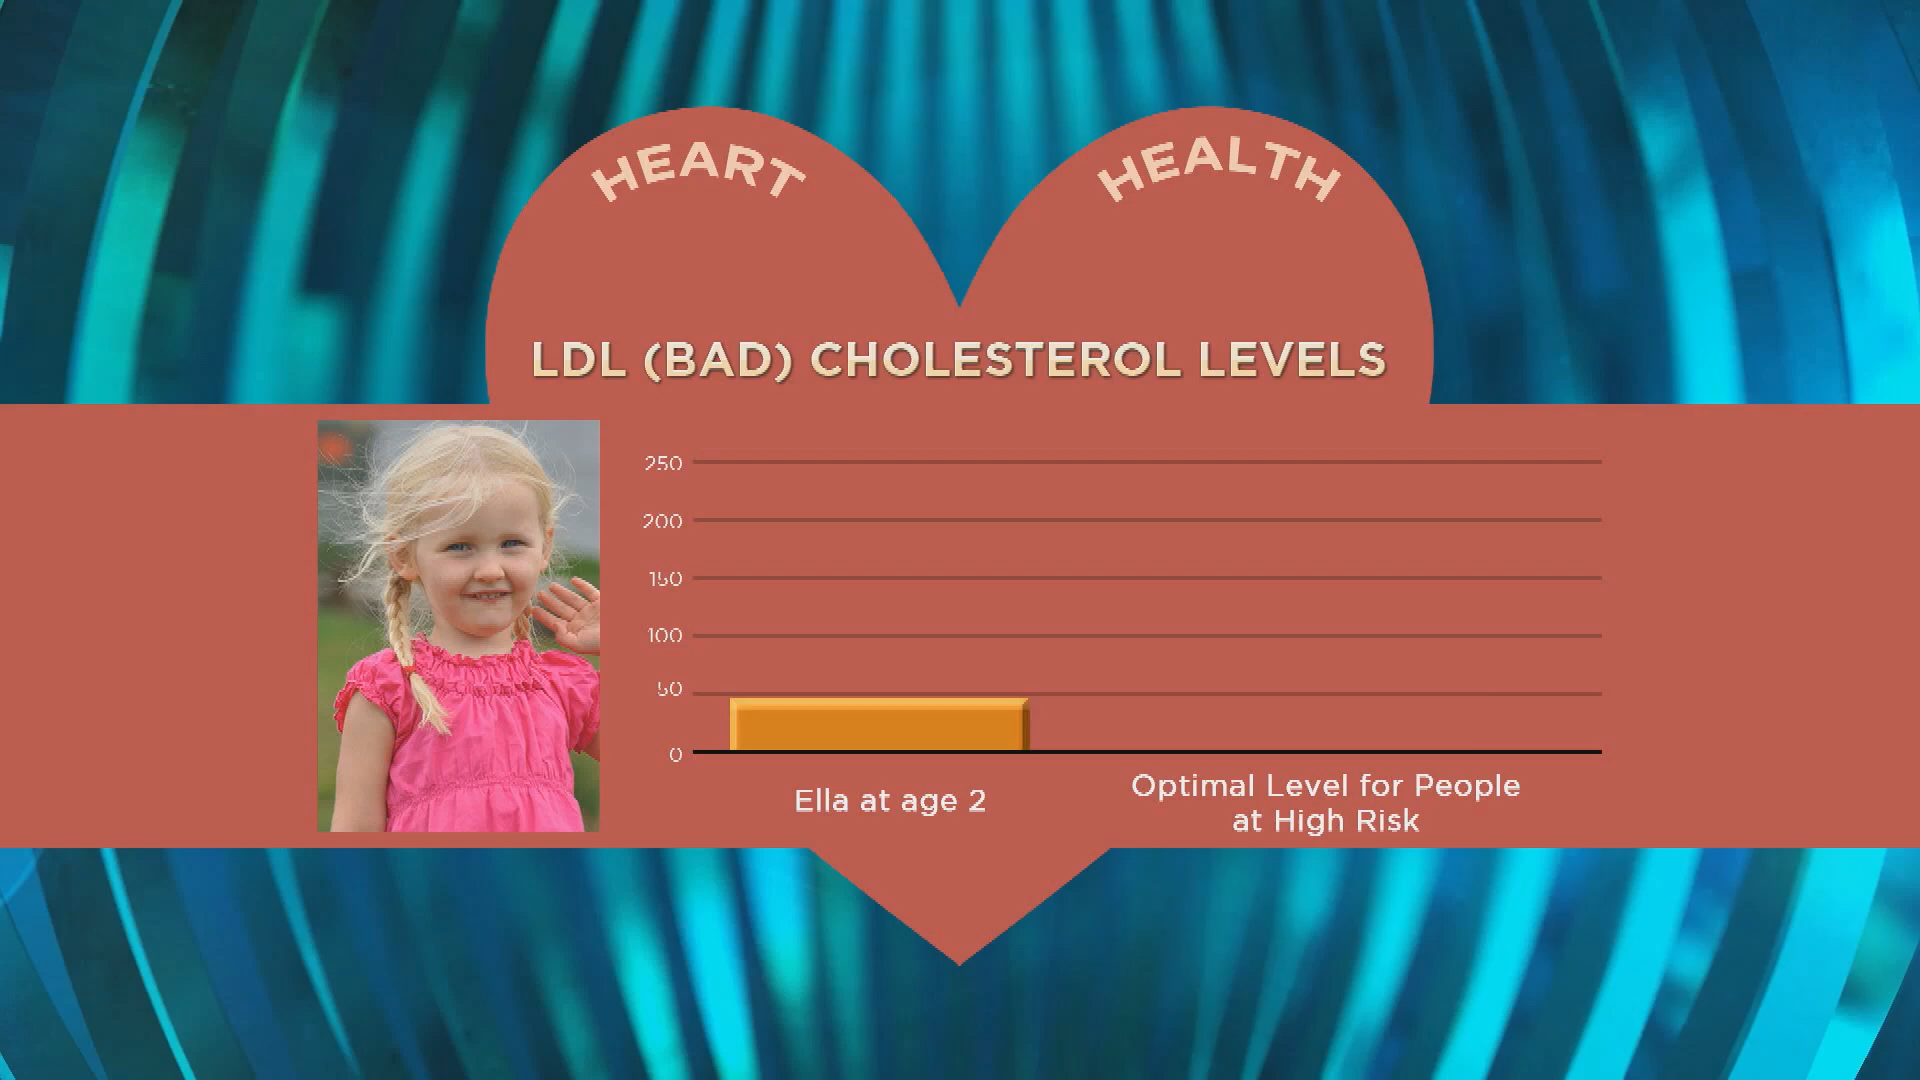 HEART HEALTH
LDL (BAD) CHOLESTEROL LEVELS
250
200
150
100
50
0
Ella at age 2
Optimal Level for People
at High Risk